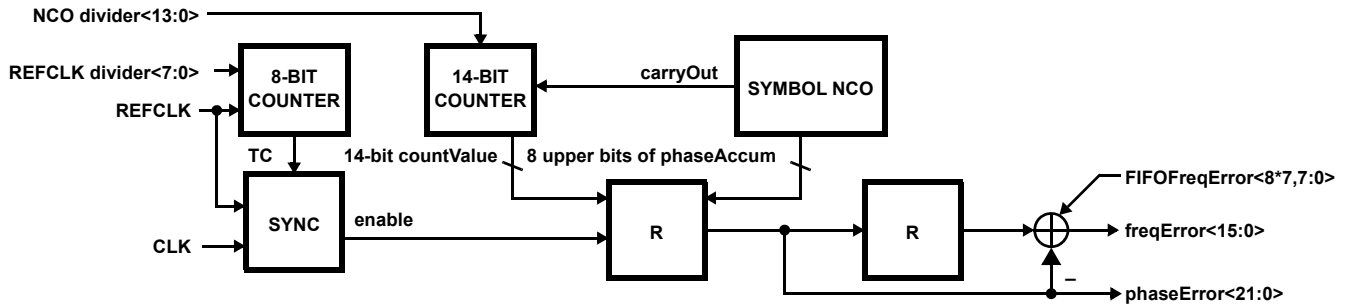 NCO divider<13:0>
REFCLK divider<7:0>
REFCLK
8-BIT
COUNTER
14-BIT
COUNTER
carryOut
SYMBOL NCO
TC
14-bit countValue
8 upper bits of phaseAccum
CLK
SYNC
enable
R
R
FIFOFreqError<8*7,7:0>
freqError<15:0>
–
phaseError<21:0>